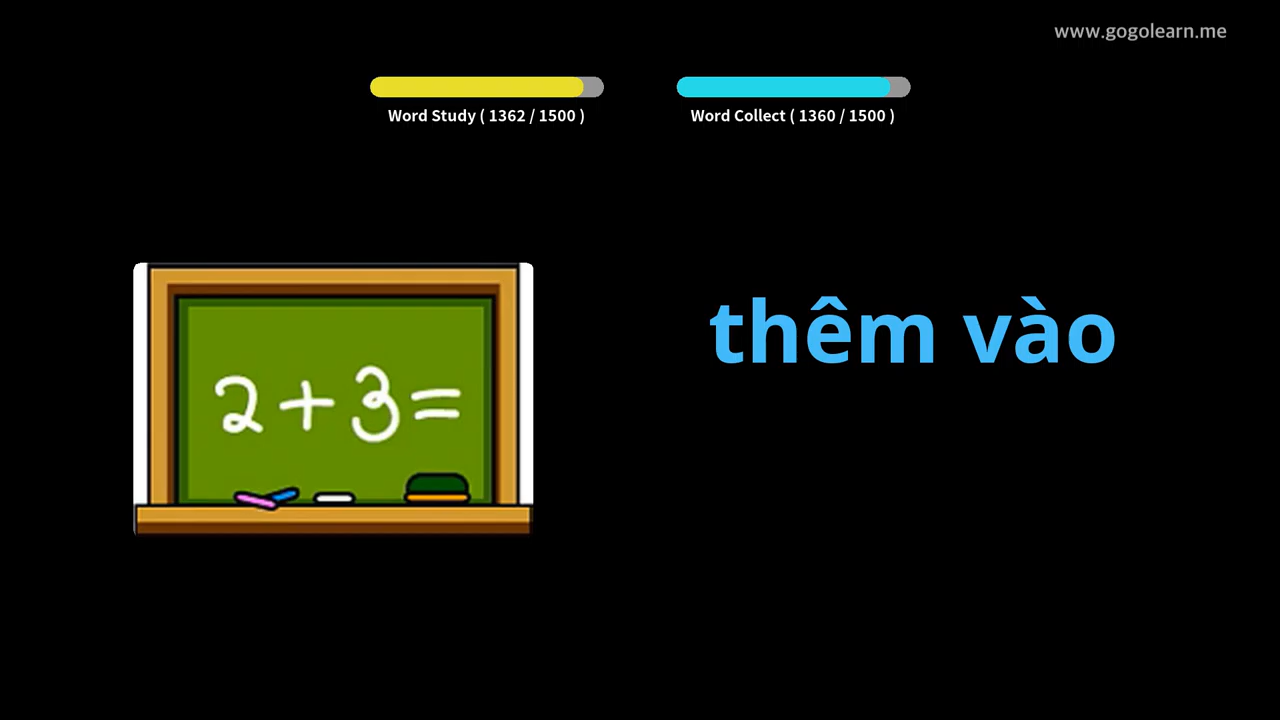 www.gogolearn.me
Word Study ( 1362 / 1500 )
Word Collect ( 1360 / 1500 )
thêm vào
2 + 3 =